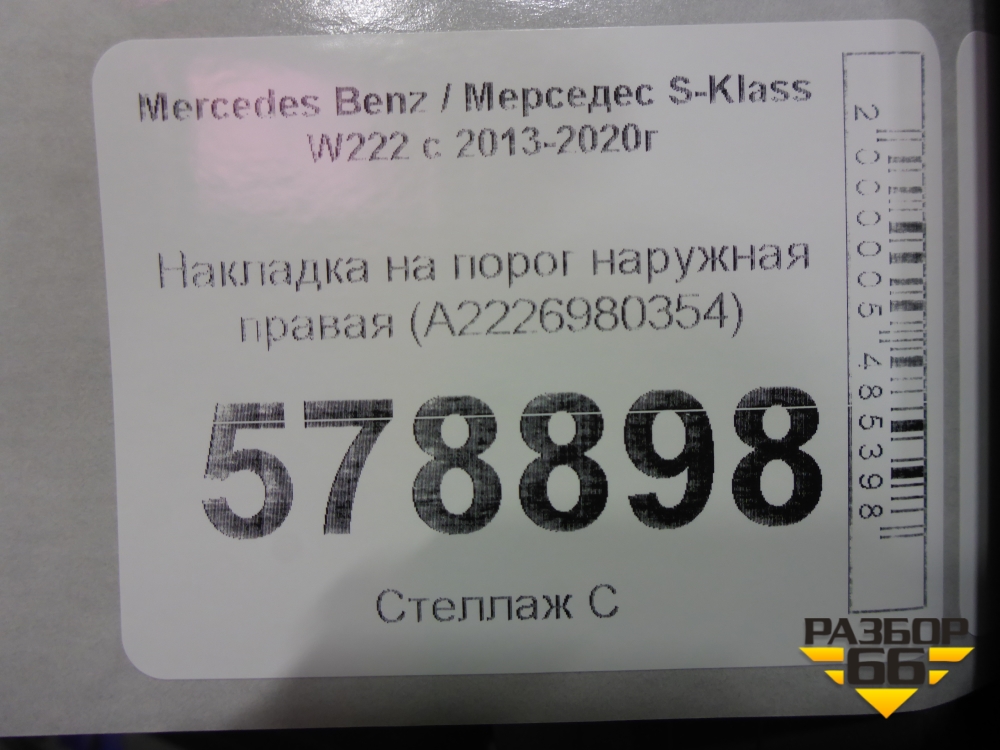 Mercedes Benz / Мерседес S-Klass
W222 с 2013-2020г
Накладка на порог наружная
правая (A2226980354)
578898
Стеллаж С
2000005485398
РАЗБОР
66